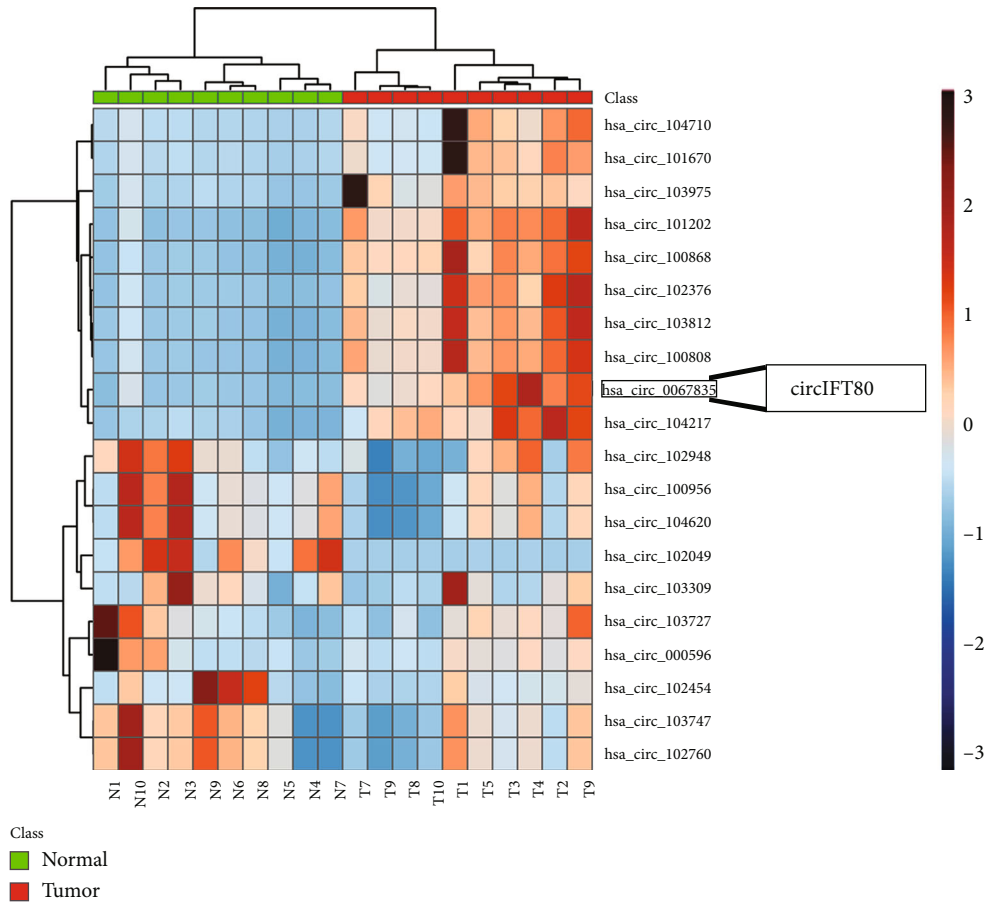 Class
hsa_circ_104710
hsa_circ_101670
hsa_circ_103975
hsa_circ_101202
hsa_circ_100868
hsa_circ_102376
hsa_circ_103812
hsa_circ_100808
hsa_circ_0067835
circIFT80
hsa_circ_104217
hsa_circ_102948
hsa_circ_100956
hsa_circ_104620
hsa_circ_102049
hsa_circ_103309
hsa_circ_103727
hsa_circ_000596
hsa_circ_102454
hsa_circ_103747
hsa_circ_102760
3
2
1
0
−1
−2
−3
N1
N10
N2
N3
N9
N6
N8
N5
N4
N7
T7
T9
T8
T10
T1
T5
T3
T4
T2
T9
Class
Normal
Tumor